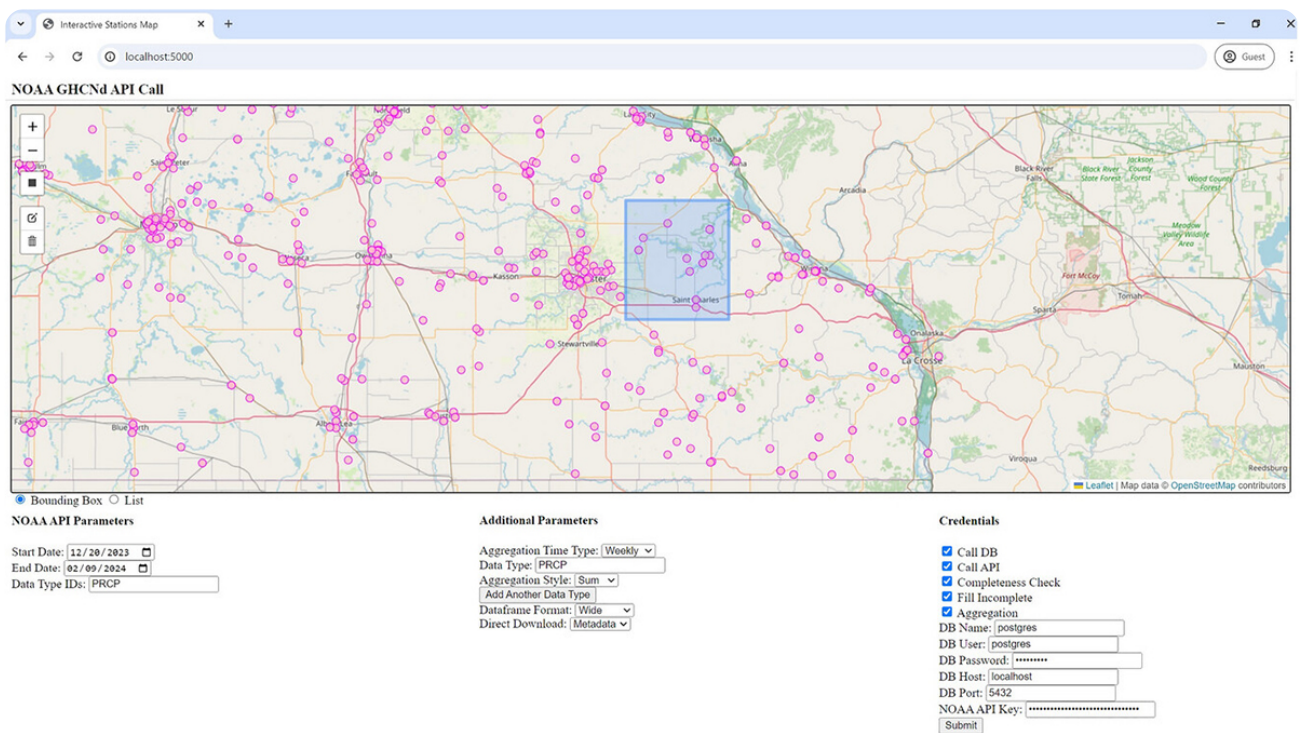 Interactive Stations Map
localhost:5000
Guest
NOAA GHCNd API Call
+
−
Arcadia
Black River Falls
Black River State Forest
Jackson County Forest
Wood County Forest
Meadow Valley Wildlife Area
Fort McCoy
Tomah
Sparta
Mauston
Onalaska
La Crosse
Viroqua
Reedsburg
Kasson
Saint Charles
Stewartville
Leaflet | Map data © OpenStreetMap contributors
Bounding Box List
NOAA API Parameters
Start Date: 12/20/2023
End Date: 02/09/2024
Data Type IDs: PRCP
Additional Parameters
Aggregation Time Type: Weekly
Data Type: PRCP
Aggregation Style: Sum
Add Another Data Type
Dataframe Format: Wide
Direct Download: Metadata
Credentials
Call DB
Call API
Completeness Check
Fill Incomplete
Aggregation
DB Name: postgres
DB User: postgres
DB Password: •••••••••
DB Host: localhost
DB Port: 5432
NOAA API Key: ••••••••••••••••••••••••••••••••
Submit